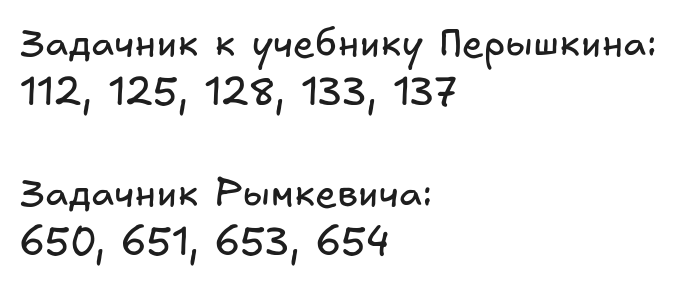 Задачник к учебнику Перышкина:
112, 125, 128, 133, 137
Задачник Рымкевича:
650, 651, 653, 654